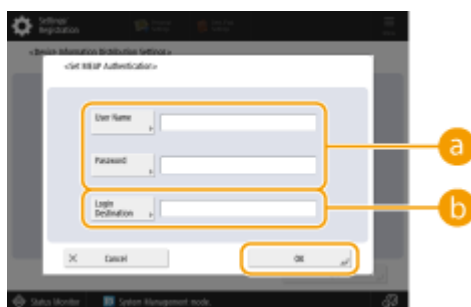 Settings/
Registration
<Device Information Distribution Settings>
<Set MEAP Authentication>
User Name
a
Password
Login
Destination
b
Cancel
OK
Status Monitor
System Management mode.